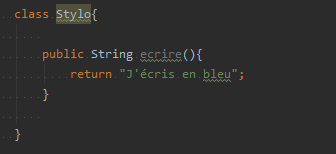 class Stylo{
public String ecrire(){
return "J'écris en bleu";
}
}